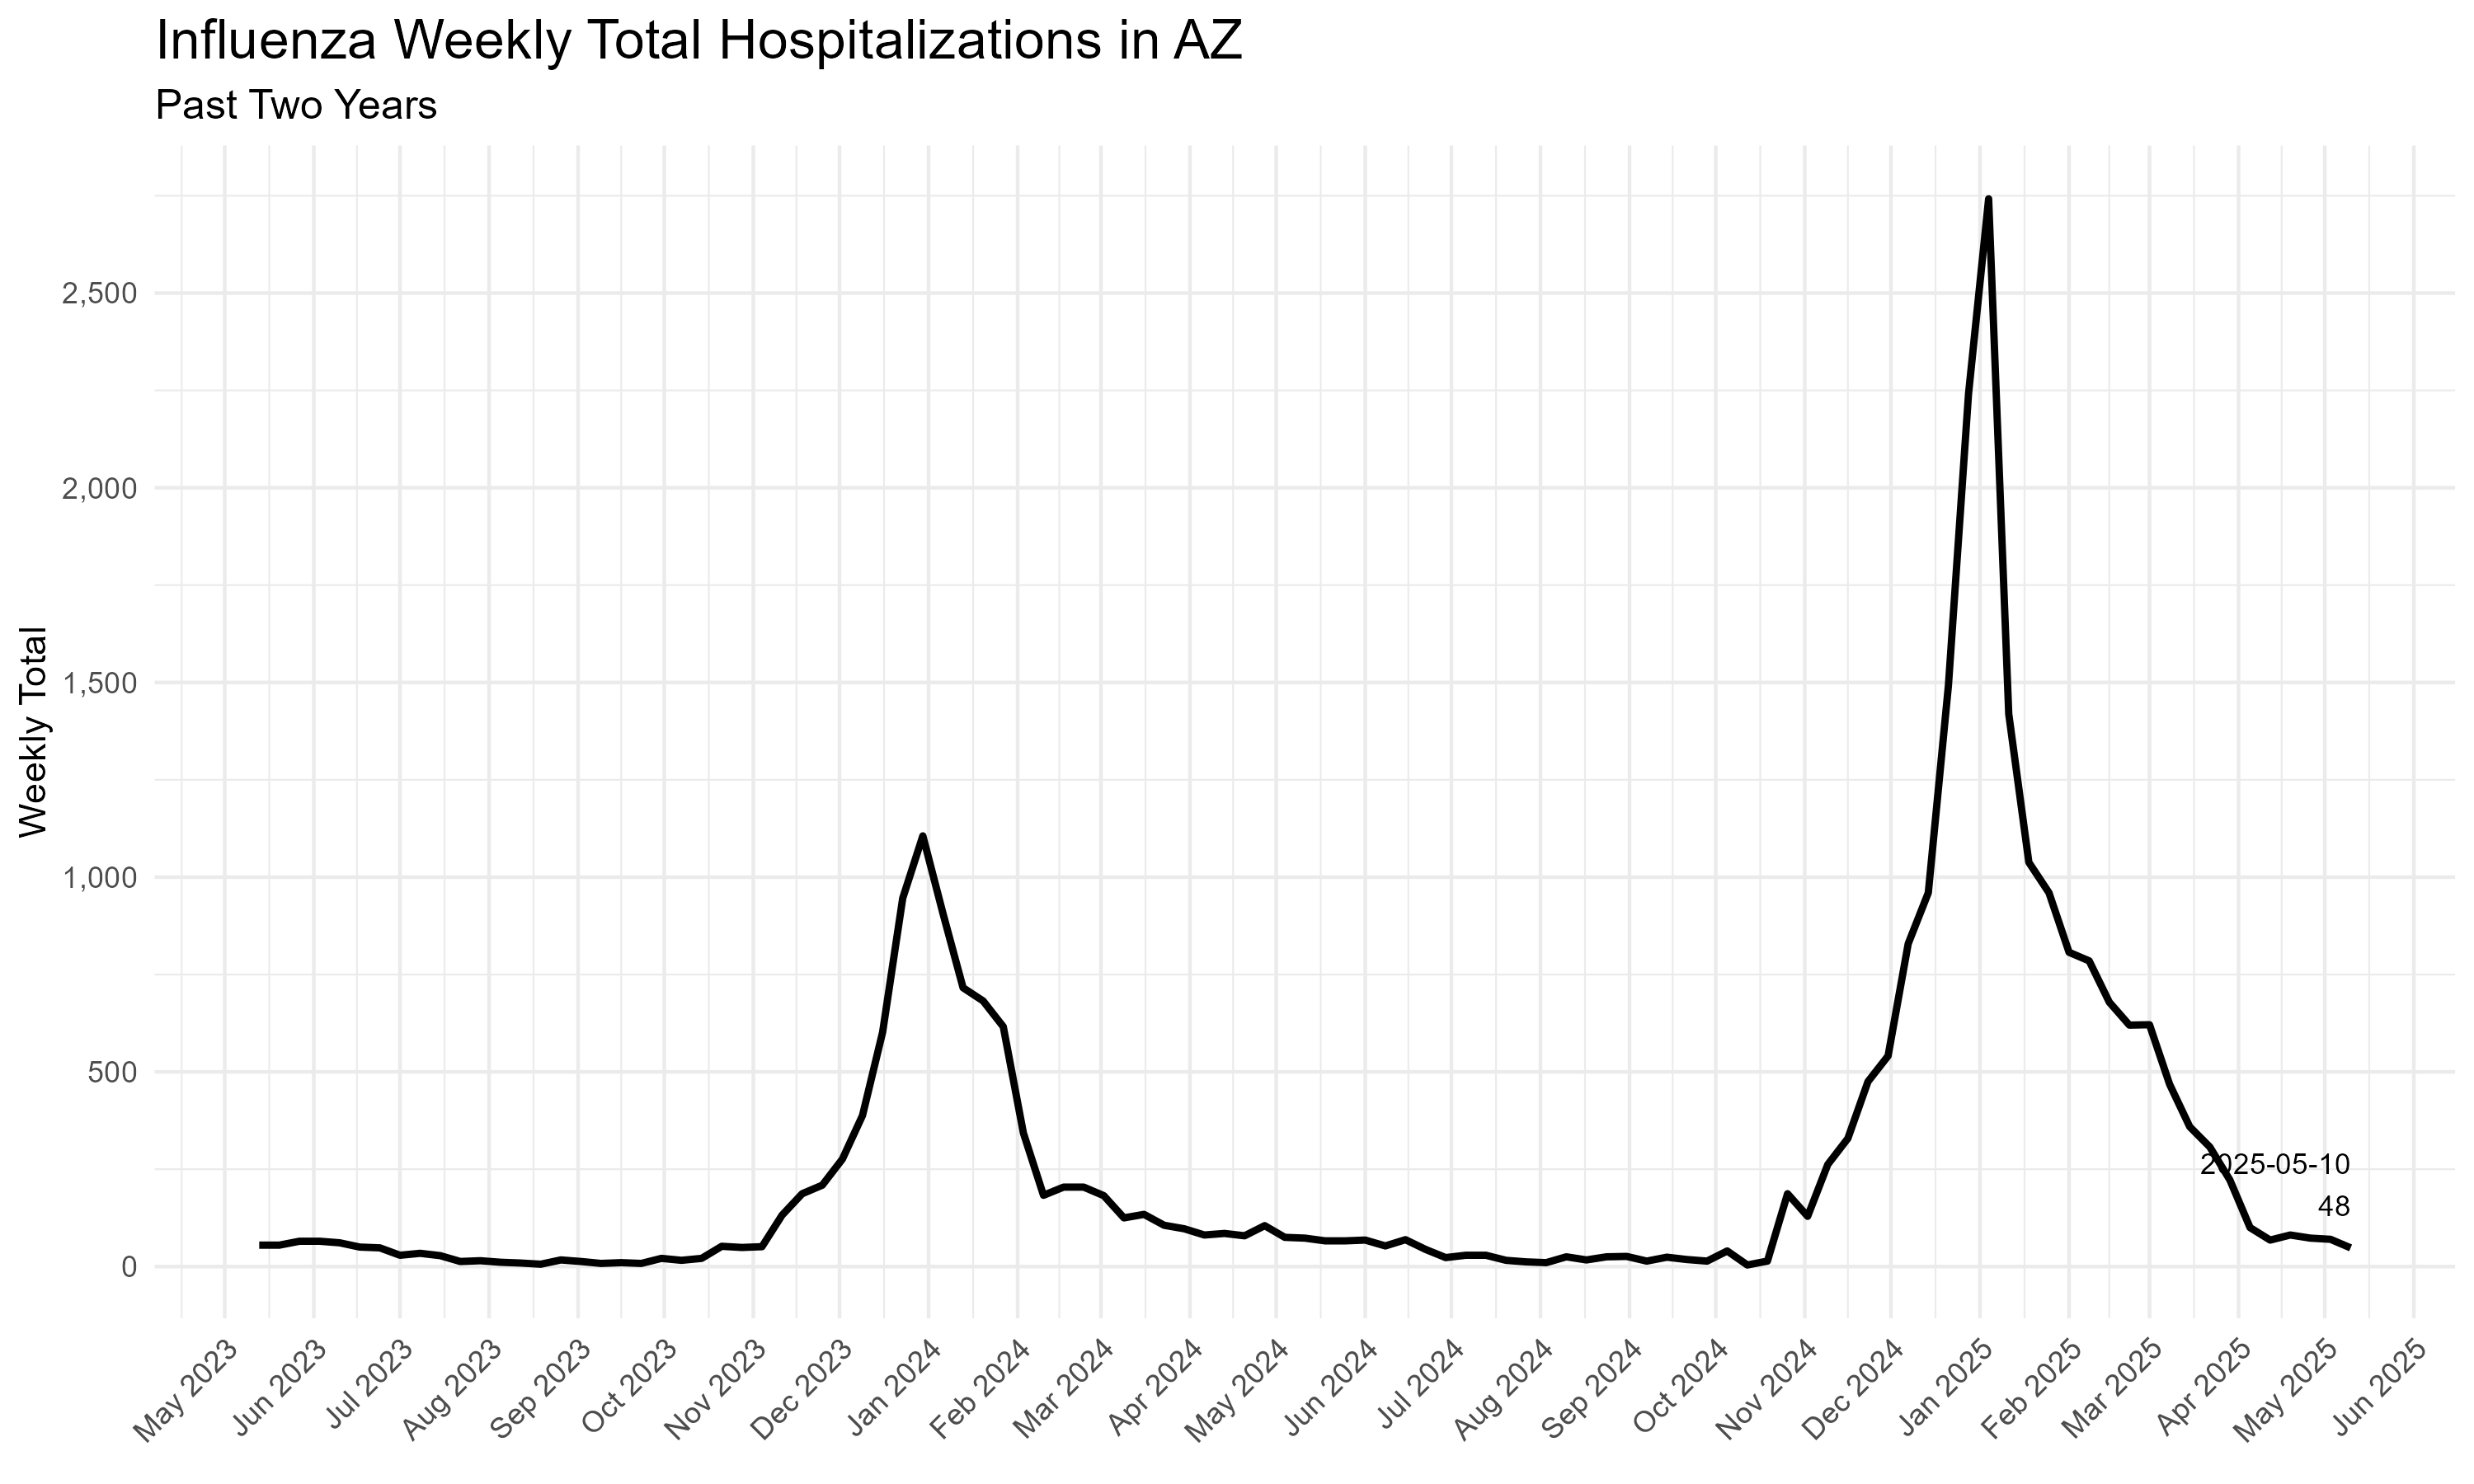 Influenza Weekly Total Hospitalizations in AZ
Past Two Years
Weekly Total
2,500
2,000
1,500
1,000
500
0
2025-05-10
48
May 2023
Jun 2023
Jul 2023
Aug 2023
Sep 2023
Oct 2023
Nov 2023
Dec 2023
Jan 2024
Feb 2024
Mar 2024
Apr 2024
May 2024
Jun 2024
Jul 2024
Aug 2024
Sep 2024
Oct 2024
Nov 2024
Dec 2024
Jan 2025
Feb 2025
Mar 2025
Apr 2025
May 2025
Jun 2025